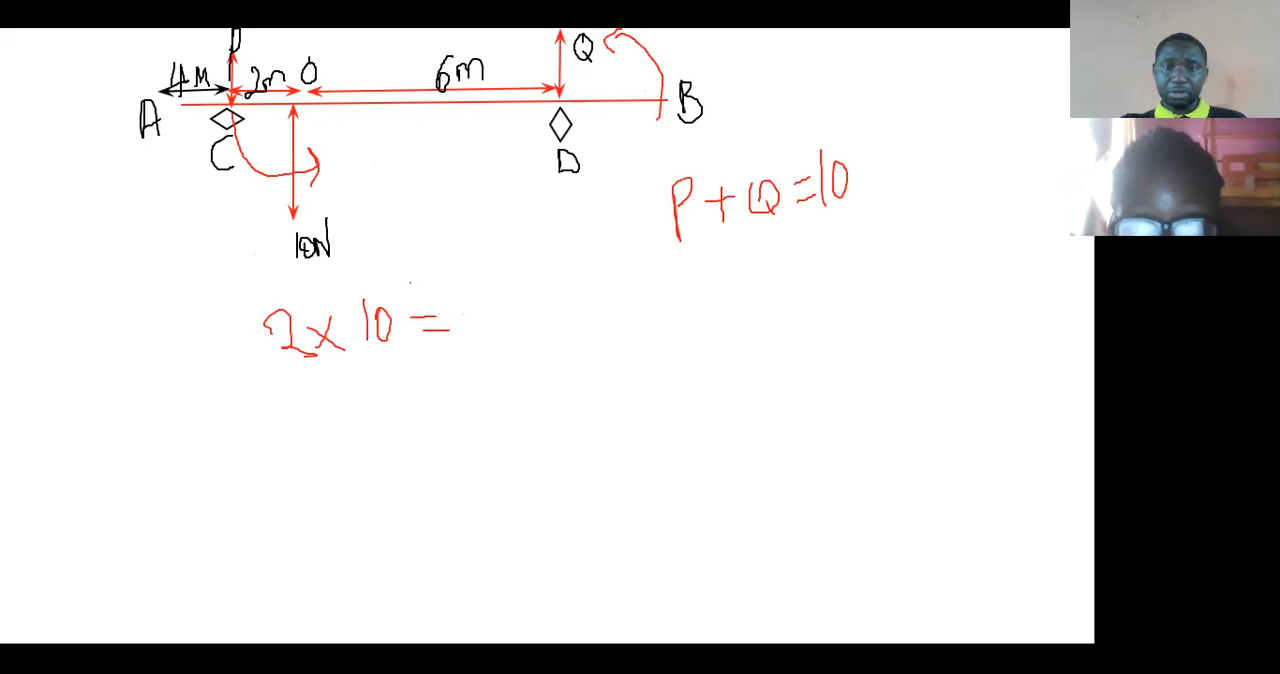 P
4M 2m O 6m Q
A B
C D
P + Q = 10
10N
2 × 10 =